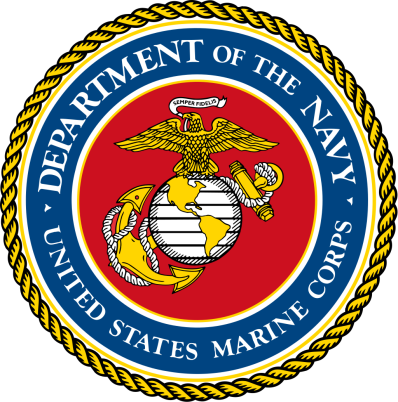 DEPARTMENT OF THE NAVY
SEMPER FIDELIS
UNITED STATES MARINE CORPS